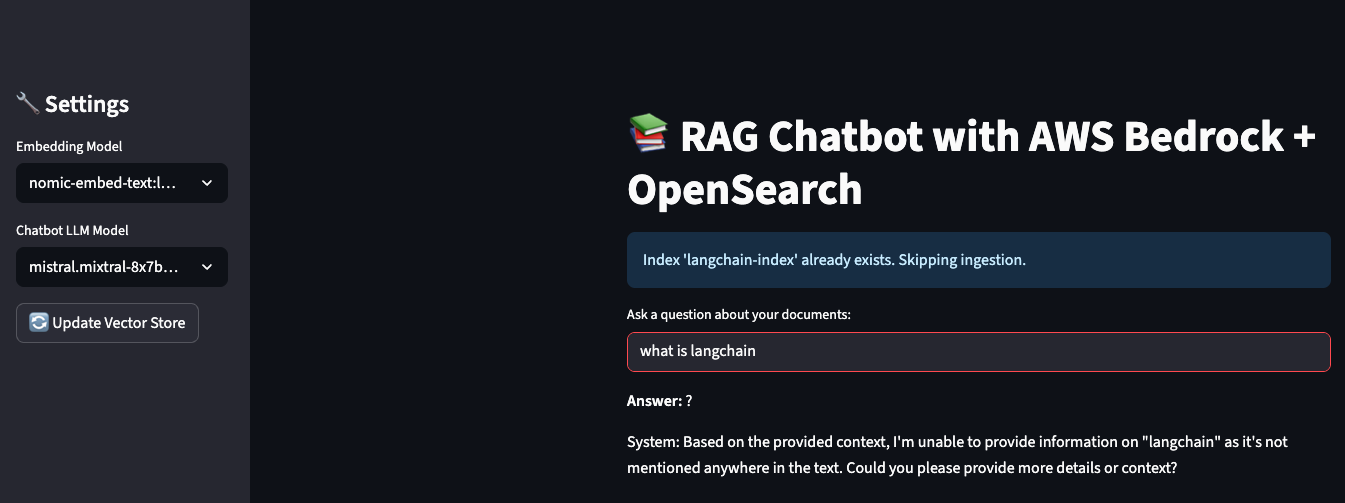 Settings
Embedding Model
nomic-embed-text:l...
Chatbot LLM Model
mistral.mixtral-8x7b...
Update Vector Store
RAG Chatbot with AWS Bedrock +
OpenSearch
Index 'langchain-index' already exists. Skipping ingestion.
Ask a question about your documents:
what is langchain
Answer: ?
System: Based on the provided context, I'm unable to provide information on "langchain" as it's not
mentioned anywhere in the text. Could you please provide more details or context?